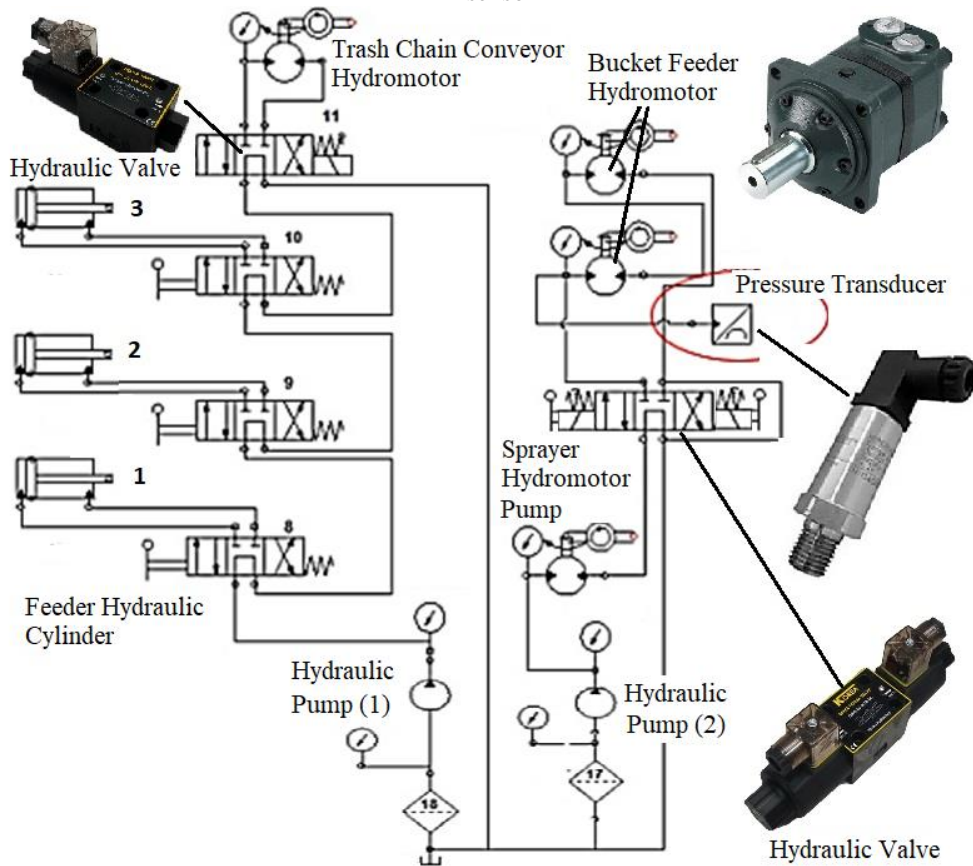 Trash Chain Conveyor
Hydromotor
Bucket Feeder
Hydromotor
11
Hydraulic Valve
3
10
Pressure Transducer
2
9
Sprayer
Hydromotor
Pump
1
8
Feeder Hydraulic
Cylinder
Hydraulic
Pump (1)
Hydraulic
Pump (2)
17
18
Hydraulic Valve